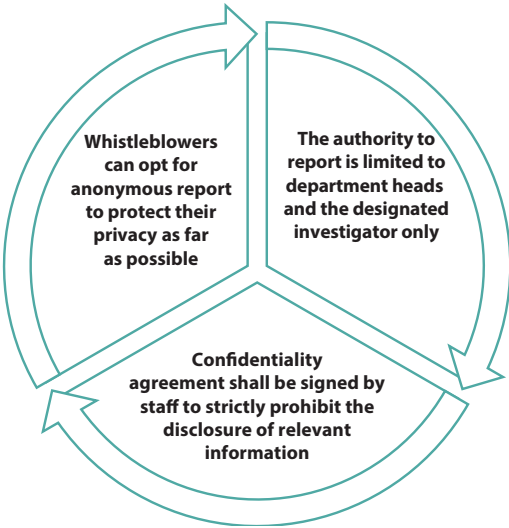 Whistleblowers
can opt for
anonymous report
to protect their
privacy as far
as possible
The authority to
report is limited to
department heads
and the designated
investigator only
Confidentiality
agreement shall be signed by
staff to strictly prohibit the
disclosure of relevant
information